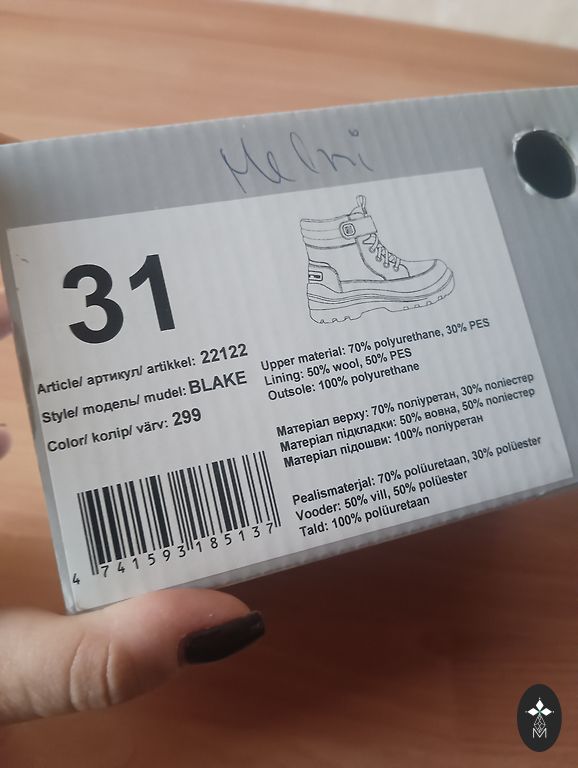 31
Article/ артикул/ artikkel: 22122
Style/ модель/ mudel: BLAKE
Color/ колір/ värv: 299
4 741593 185137
Upper material: 70% polyurethane, 30% PES
Lining: 50% wool, 50% PES
Outsole: 100% polyurethane
Матеріал верху: 70% поліуретан, 30% поліестер
Матеріал підкладки: 50% вовна, 50% поліестер
Матеріал підошви: 100% поліуретан
Pealismaterjal: 70% polüuretaan, 30% polüester
Vooder: 50% vill, 50% polüester
Tald: 100% polüuretaan
M